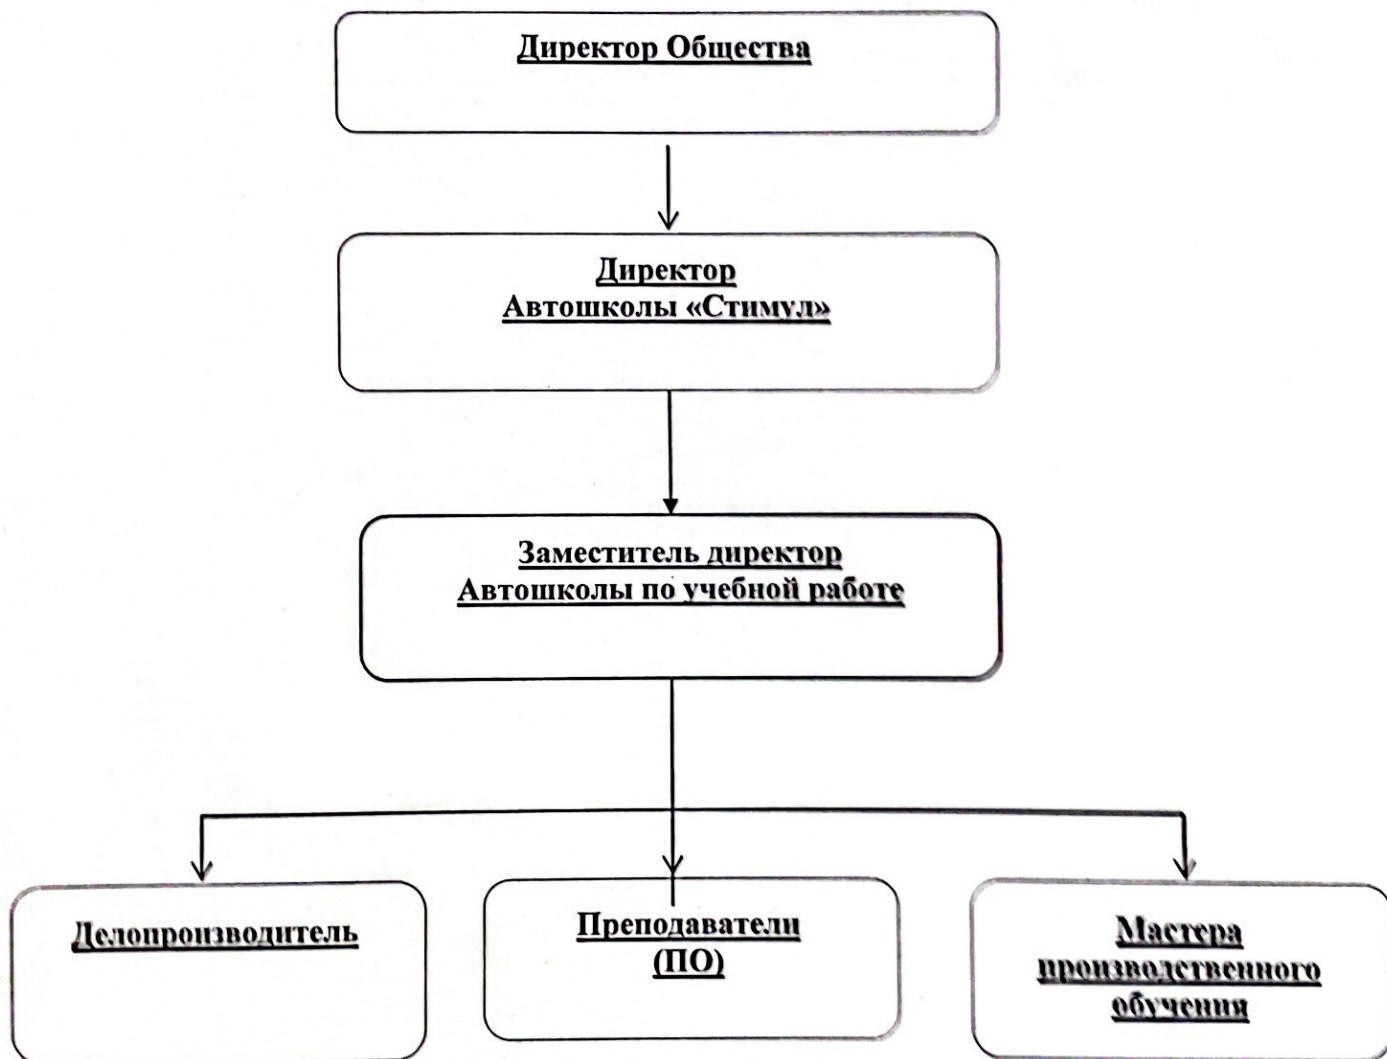 Директор Общества
Директор
Автошколы «Стимул»
Заместитель директор
Автошколы по учебной работе
Делопроизводитель
Преподаватели
(ПО)
Мастера
производственного
обучения